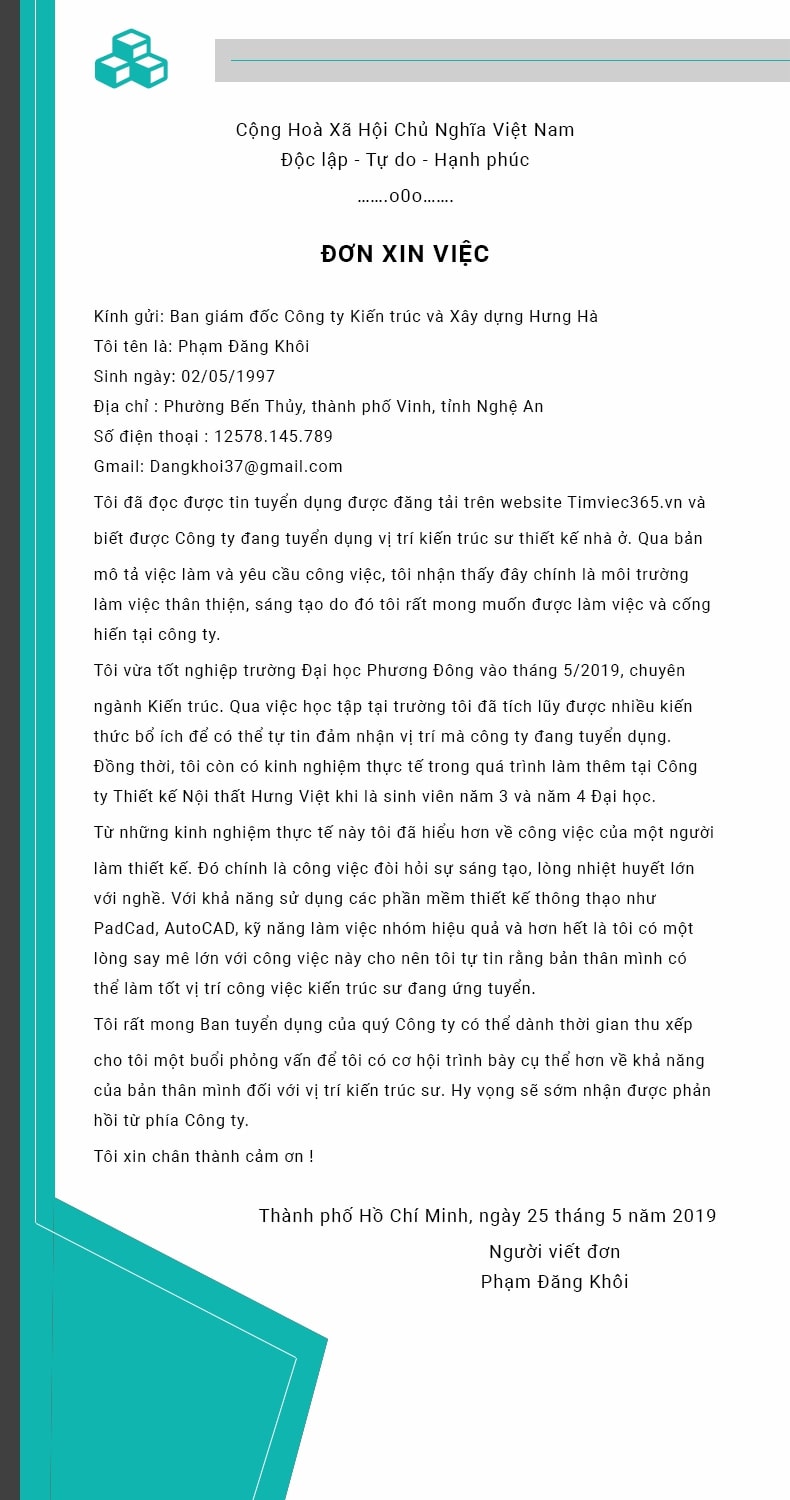 Cộng Hoà Xã Hội Chủ Nghĩa Việt Nam
Độc lập - Tự do - Hạnh phúc
…….o0o…….
ĐƠN XIN VIỆC
Kính gửi: Ban giám đốc Công ty Kiến trúc và Xây dựng Hưng Hà
Tôi tên là: Phạm Đăng Khôi
Sinh ngày: 02/05/1997
Địa chỉ : Phường Bến Thủy, thành phố Vinh, tỉnh Nghệ An
Số điện thoại : 12578.145.789
Gmail: Dangkhoi37@gmail.com
Tôi đã đọc được tin tuyển dụng được đăng tải trên website Timviec365.vn và
biết được Công ty đang tuyển dụng vị trí kiến trúc sư thiết kế nhà ở. Qua bản
mô tả việc làm và yêu cầu công việc, tôi nhận thấy đây chính là môi trường
làm việc thân thiện, sáng tạo do đó tôi rất mong muốn được làm việc và cống
hiến tại công ty.
Tôi vừa tốt nghiệp trường Đại học Phương Đông vào tháng 5/2019, chuyên
ngành Kiến trúc. Qua việc học tập tại trường tôi đã tích lũy được nhiều kiến
thức bổ ích để có thể tự tin đảm nhận vị trí mà công ty đang tuyển dụng.
Đồng thời, tôi còn có kinh nghiệm thực tế trong quá trình làm thêm tại Công
ty Thiết kế Nội thất Hưng Việt khi là sinh viên năm 3 và năm 4 Đại học.
Từ những kinh nghiệm thực tế này tôi đã hiểu hơn về công việc của một người
làm thiết kế. Đó chính là công việc đòi hỏi sự sáng tạo, lòng nhiệt huyết lớn
với nghề. Với khả năng sử dụng các phần mềm thiết kế thông thạo như
PadCad, AutoCAD, kỹ năng làm việc nhóm hiệu quả và hơn hết là tôi có một
lòng say mê lớn với công việc này cho nên tôi tự tin rằng bản thân mình có
thể làm tốt vị trí công việc kiến trúc sư đang ứng tuyển.
Tôi rất mong Ban tuyển dụng của quý Công ty có thể dành thời gian thu xếp
cho tôi một buổi phỏng vấn để tôi có cơ hội trình bày cụ thể hơn về khả năng
của bản thân mình đối với vị trí kiến trúc sư. Hy vọng sẽ sớm nhận được phản
hồi từ phía Công ty.
Tôi xin chân thành cảm ơn !
Thành phố Hồ Chí Minh, ngày 25 tháng 5 năm 2019
Người viết đơn
Phạm Đăng Khôi